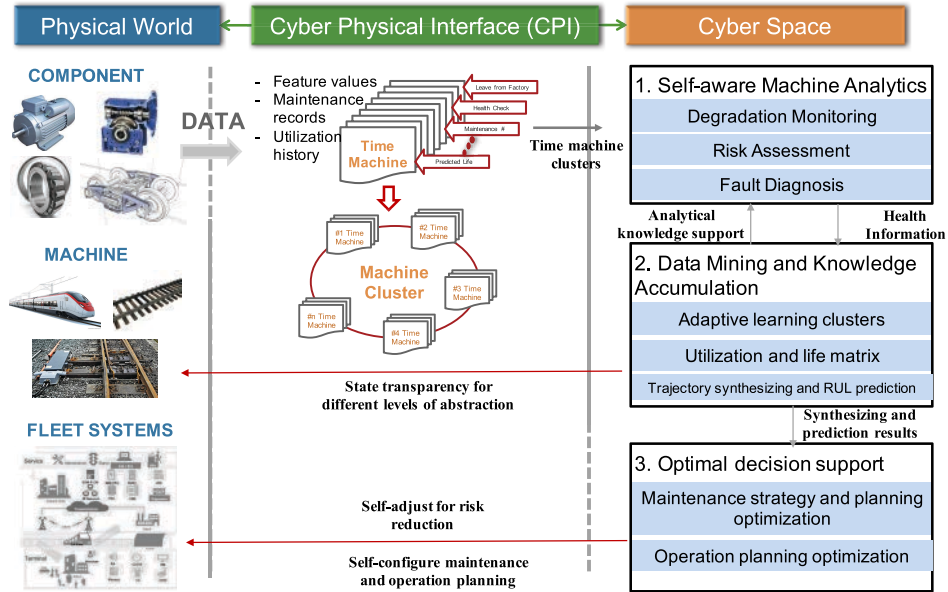 Physical World
Cyber Physical Interface (CPI)
Cyber Space
COMPONENT
DATA
- Feature values
- Maintenance
records
- Utilization
history
Leave from Factory
Health Check
Maintenance #
Predicted Life
Time
Machine
Time machine
clusters
#1 Time
Machine
#2 Time
Machine
#3 Time
Machine
#4 Time
Machine
#n Time
Machine
Machine
Cluster
1. Self-aware Machine Analytics
Degradation Monitoring
Risk Assessment
Fault Diagnosis
Analytical
knowledge support
Health
Information
MACHINE
2. Data Mining and Knowledge
Accumulation
Adaptive learning clusters
Utilization and life matrix
Trajectory synthesizing and RUL prediction
State transparency for
different levels of abstraction
Synthesizing and
prediction results
FLEET SYSTEMS
Service
Terminal
3. Optimal decision support
Maintenance strategy and planning
optimization
Operation planning optimization
Self-adjust for risk
reduction
Self-configure maintenance
and operation planning